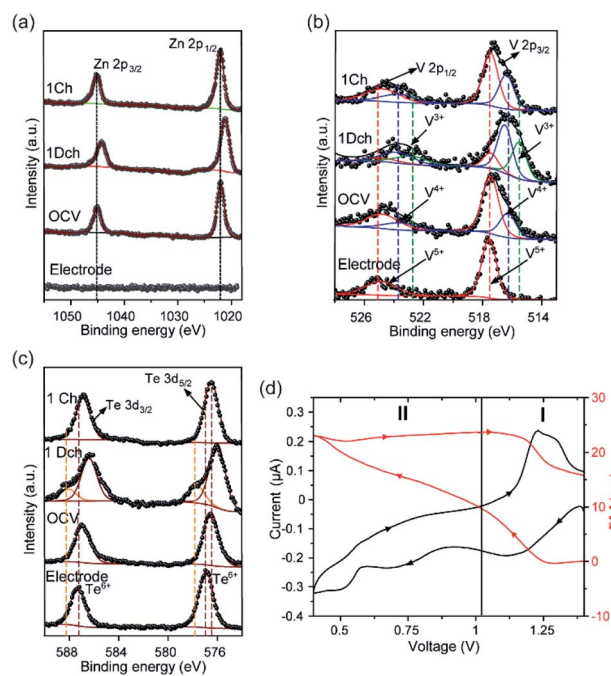 (a)
Zn 2p1/2
Zn 2p3/2
1Ch
1Dch
OCV
Electrode
Intensity (a.u.)
1050 1040 1030 1020
Binding energy (eV)
(b)
V 2p3/2
V 2p1/2
1Ch
V3+
V3+
1Dch
OCV
V4+
V4+
Electrode
V5+
V5+
Intensity (a.u.)
526 522 518 514
Binding energy (eV)
(c)
Te 3d5/2
1 Ch
Te 3d3/2
1 Dch
OCV
Electrode
Te6+
Te6+
Intensity (a.u.)
588 584 580 576
Binding energy (eV)
(d)
II
I
0.3
0.2
0.1
0
-0.1
-0.2
-0.3
-0.4
Current (µA)
30
20
10
0
-10
0.5 0.75 1 1.25
Voltage (V)